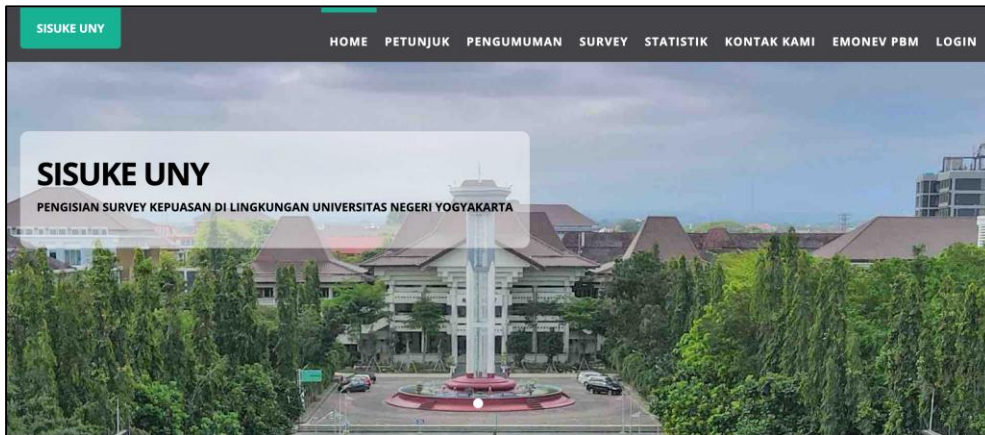 SISUKE UNY
HOME PETUNJUK PENGUMUMAN SURVEY STATISTIK KONTAK KAMI EMONEV PBM LOGIN
SISUKE UNY
PENGISIAN SURVEY KEPUASAN DI LINGKUNGAN UNIVERSITAS NEGERI YOGYAKARTA